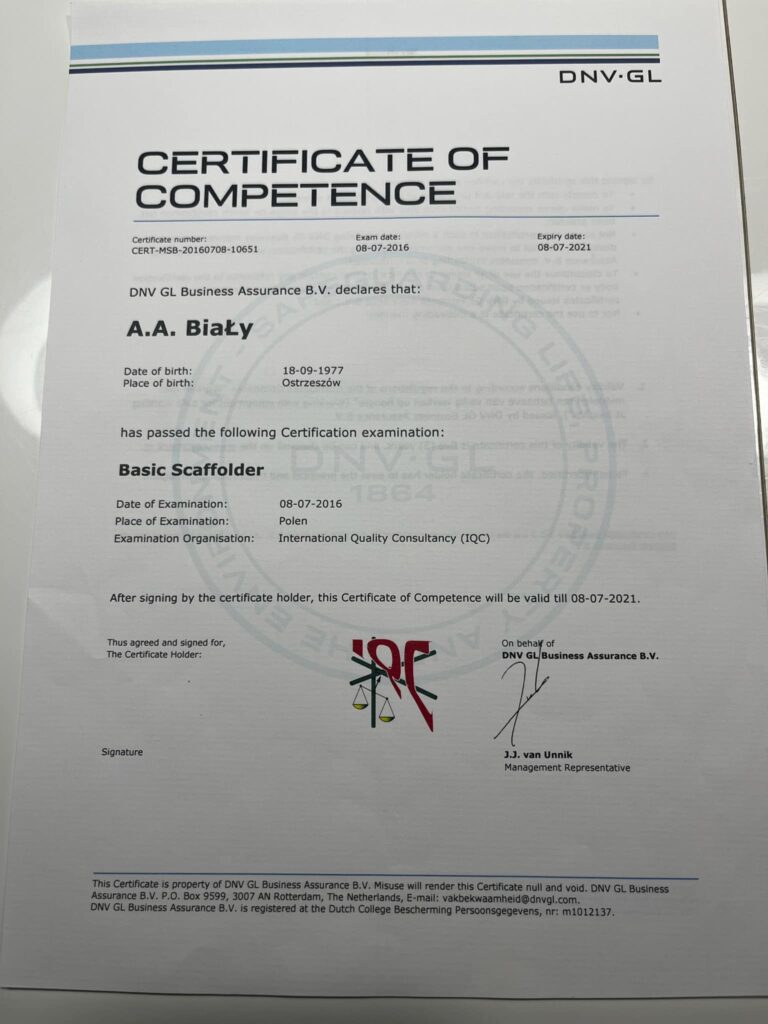 DNV·GL
CERTIFICATE OF
COMPETENCE
Certificate number: Exam date: Expiry date:
CERT-MSB-20160708-10651 08-07-2016 08-07-2021
DNV GL Business Assurance B.V. declares that:
A.A. BiaŁy
Date of birth: 18-09-1977
Place of birth: Ostrzeszów
has passed the following Certification examination:
Basic Scaffolder
Date of Examination: 08-07-2016
Place of Examination: Polen
Examination Organisation: International Quality Consultancy (IQC)
DNV·GL
1864
After signing by the certificate holder, this Certificate of Competence will be valid till 08-07-2021.
Thus agreed and signed for,
The Certificate Holder:
IQC
On behalf of
DNV GL Business Assurance B.V.
Signature
J.J. van Unnik
Management Representative
This Certificate is property of DNV GL Business Assurance B.V. Misuse will render this Certificate null and void. DNV GL Business
Assurance B.V. P.O. Box 9599, 3007 AN Rotterdam, The Netherlands, E-mail: vakbekwaamheid@dnvgl.com.
DNV GL Business Assurance B.V. is registered at the Dutch College Bescherming Persoonsgegevens, nr: m1012137.